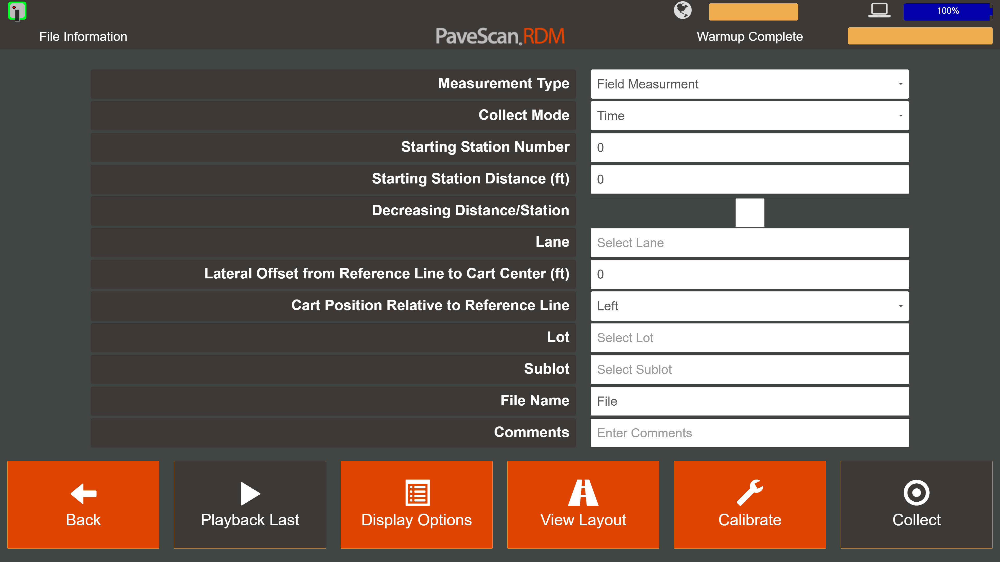 100%
File Information
PaveScan®RDM
Warmup Complete
Measurement Type
Field Measurment
Collect Mode
Time
Starting Station Number
0
Starting Station Distance (ft)
0
Decreasing Distance/Station
Lane
Select Lane
Lateral Offset from Reference Line to Cart Center (ft)
0
Cart Position Relative to Reference Line
Left
Lot
Select Lot
Sublot
Select Sublot
File Name
File
Comments
Enter Comments
Back
Playback Last
Display Options
View Layout
Calibrate
Collect